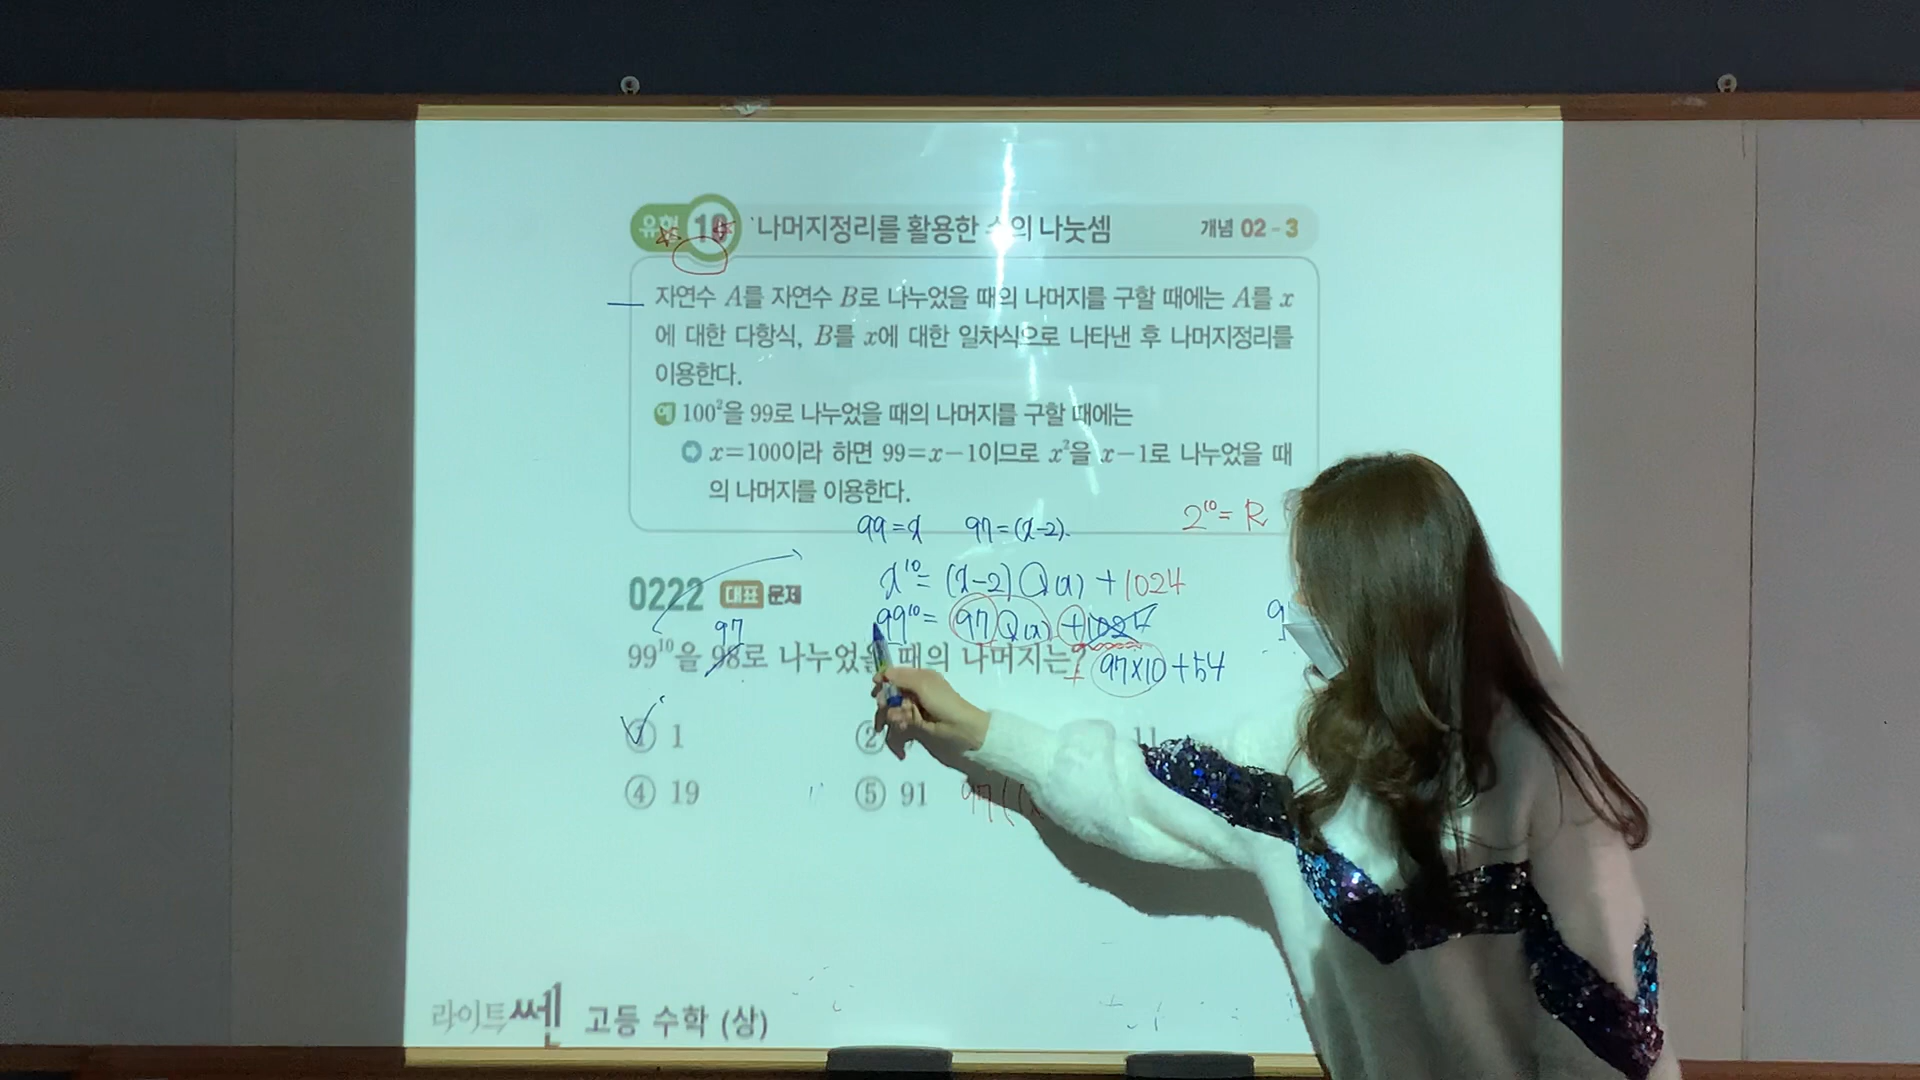 유형 18 나머지정리를 활용한 수의 나눗셈 개념 02-3
자연수 A를 자연수 B로 나누었을 때의 나머지를 구할 때에는 A를 x
에 대한 다항식, B를 x에 대한 일차식으로 나타낸 후 나머지정리를
이용한다.
예 100²을 99로 나누었을 때의 나머지를 구할 때에는
x=100이라 하면 99=x-1이므로 x²을 x-1로 나누었을 때
의 나머지를 이용한다.
99=x 97=(x-2). 2¹⁰= R
0222 대표 문제
x¹⁰= (x-2) Q(x) +1024
99¹⁰= 97 Q(x) +1024
97
99¹⁰을 98로 나누었을 때의 나머지는?
+ 97×10+54
① 1 ② 11
④ 19 ⑤ 91 97(
라이트쎈 고등 수학 (상)